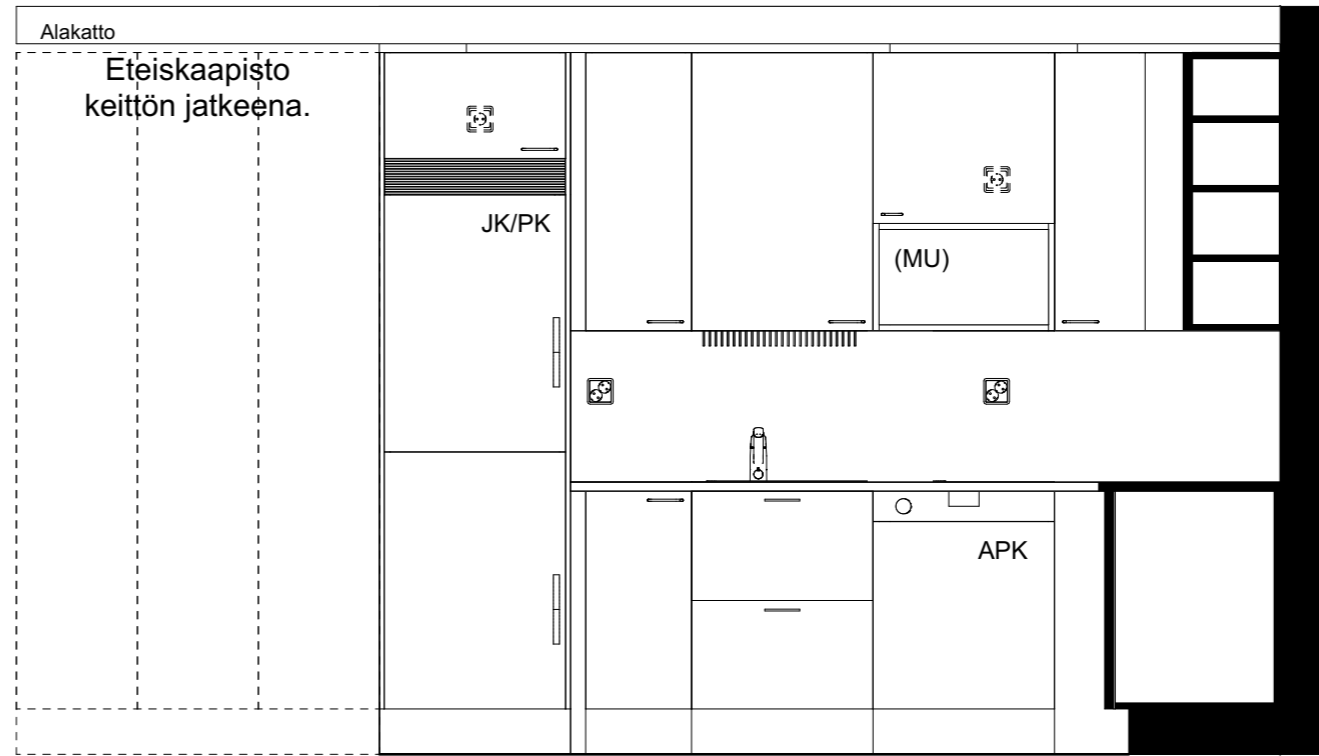 Alakatto
Eteiskaapisto
keittön jatkeena.
JK/PK
(MU)
APK